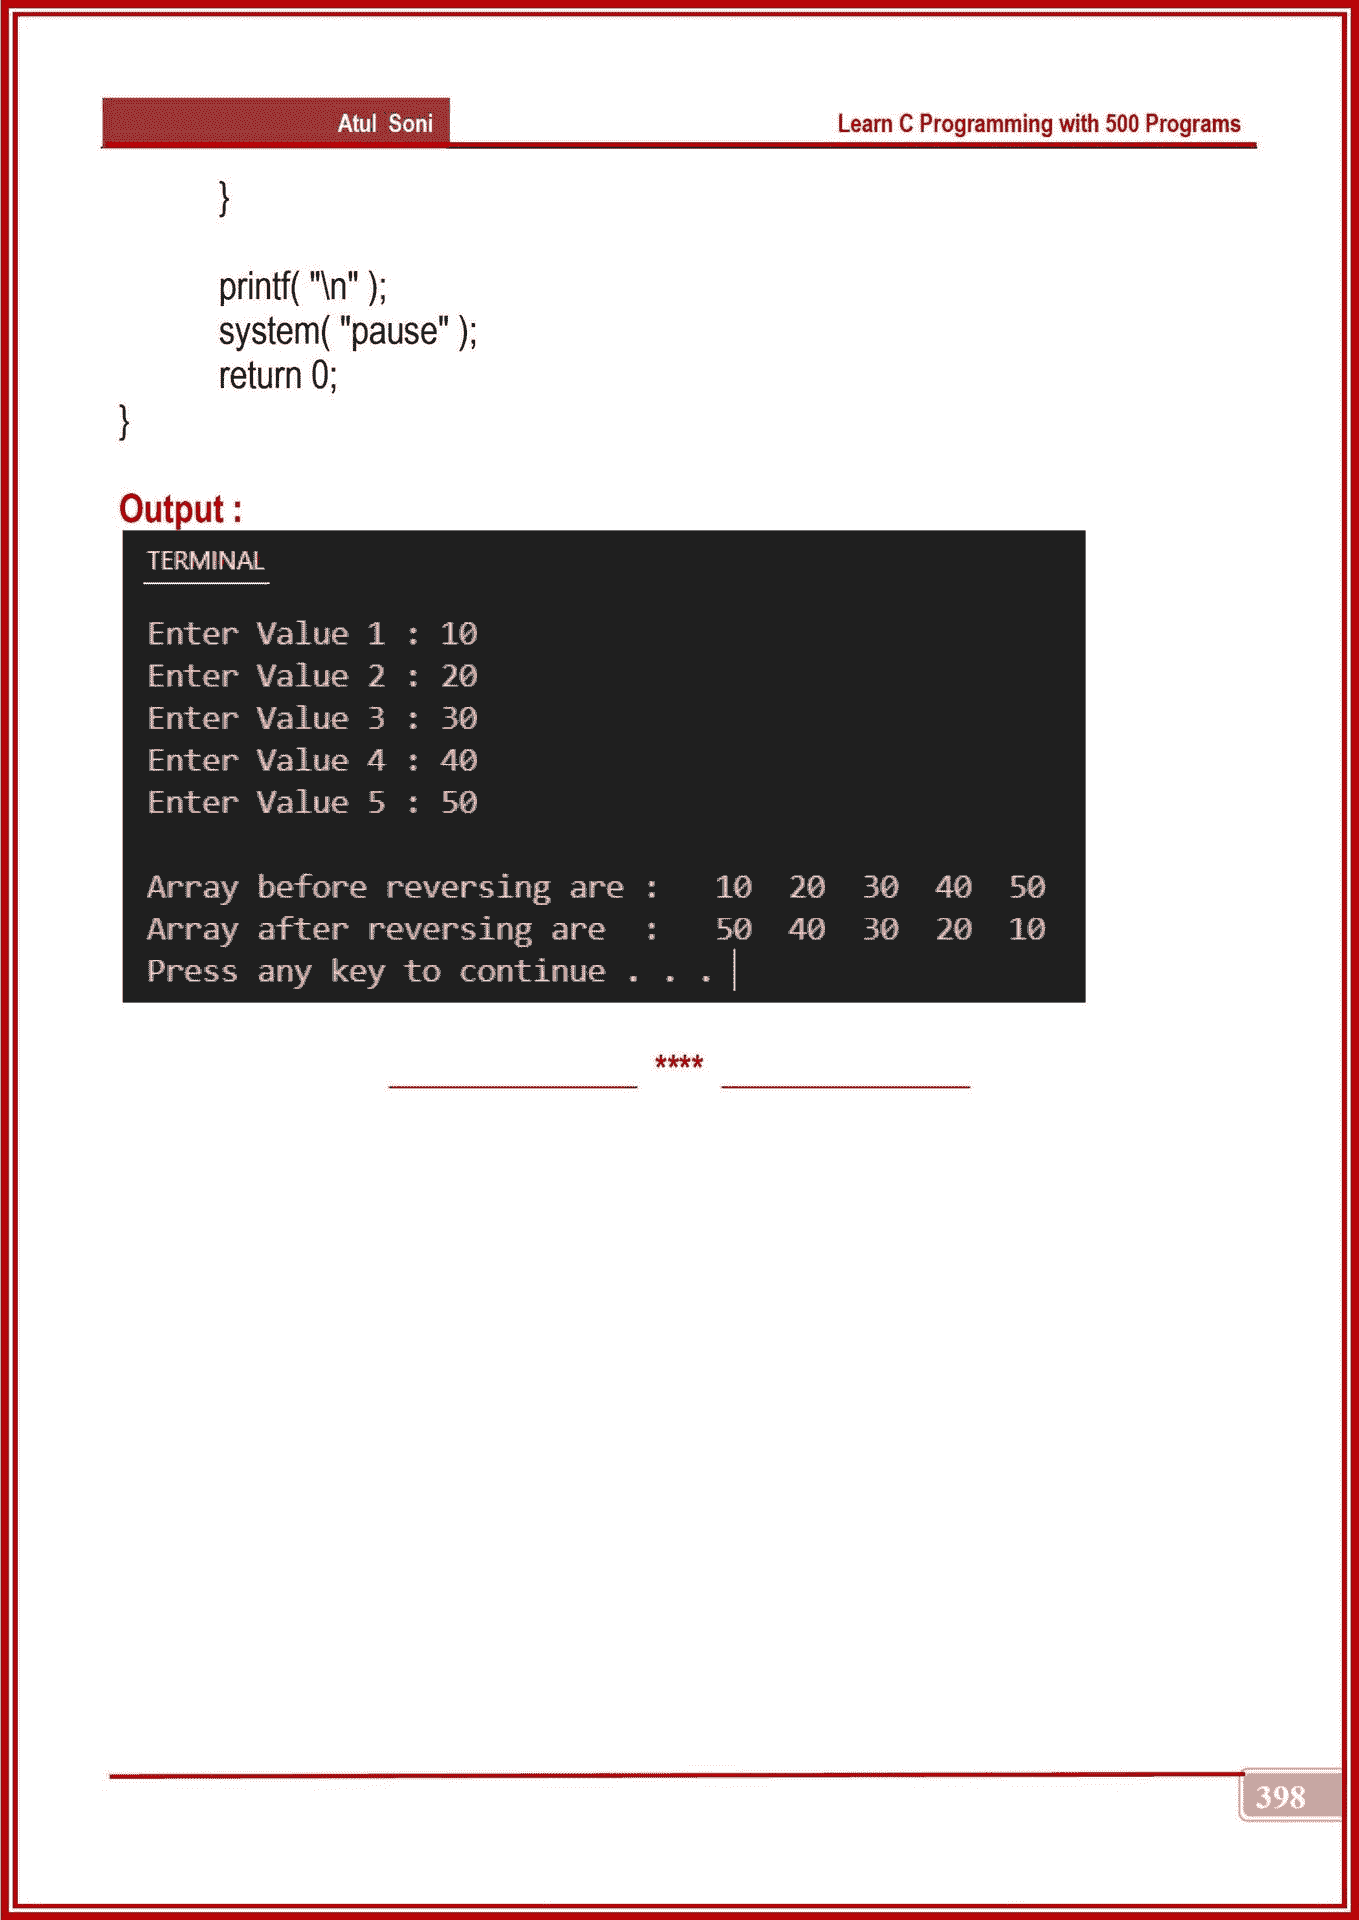 Atul Soni
Learn C Programming with 500 Programs
}
printf( "\n" );
system( "pause" );
return 0;
}
Output :
TERMINAL
Enter Value 1 : 10
Enter Value 2 : 20
Enter Value 3 : 30
Enter Value 4 : 40
Enter Value 5 : 50
Array before reversing are : 10 20 30 40 50
Array after reversing are : 50 40 30 20 10
Press any key to continue . . .
****
398